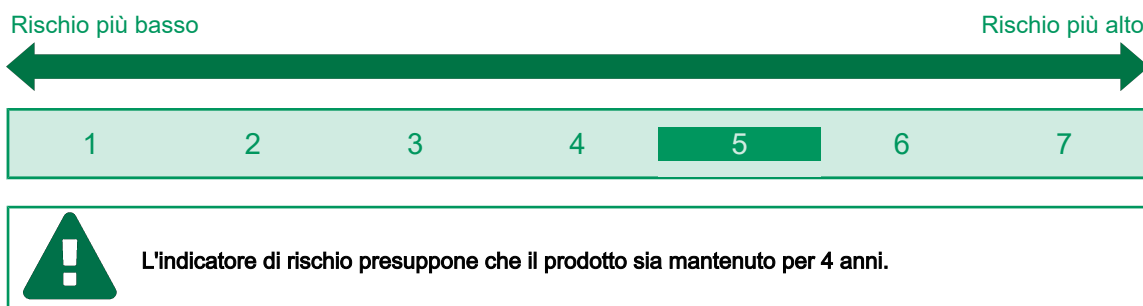 Rischio più basso Rischio più alto
1 2 3 4 5 6 7
L'indicatore di rischio presuppone che il prodotto sia mantenuto per 4 anni.